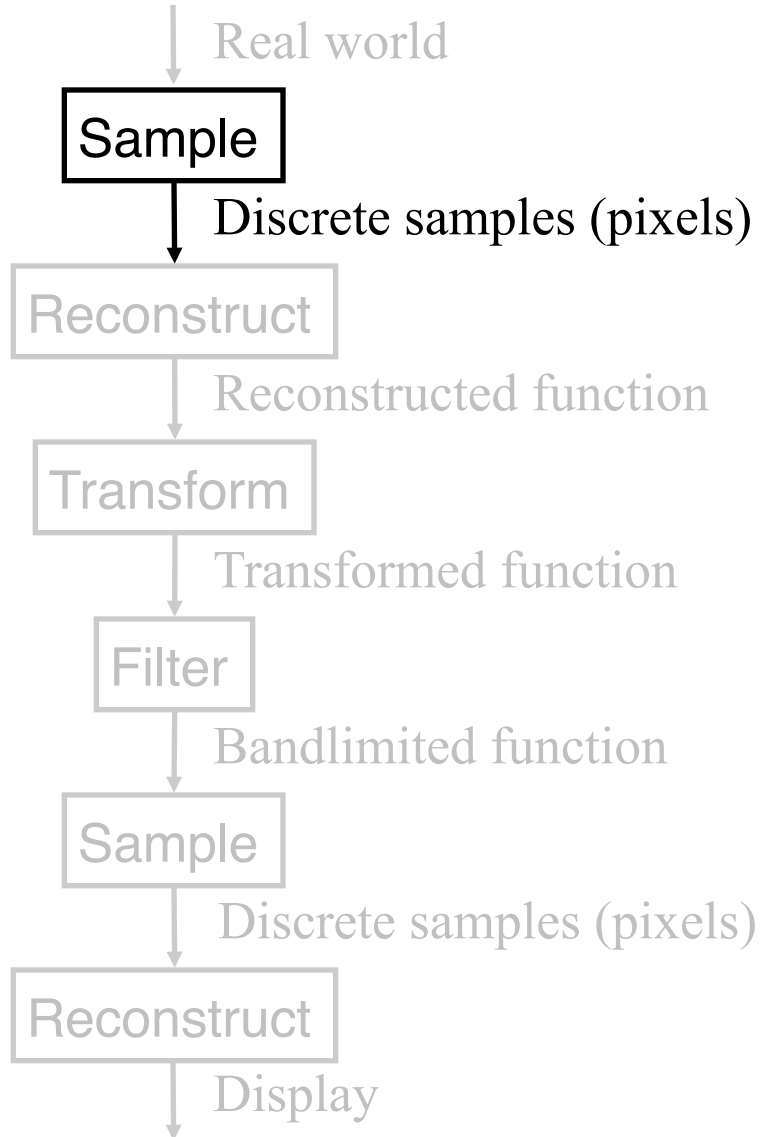 Real world
Sample
Discrete samples (pixels)
Reconstruct
Reconstructed function
Transform
Transformed function
Filter
Bandlimited function
Sample
Discrete samples (pixels)
Reconstruct
Display